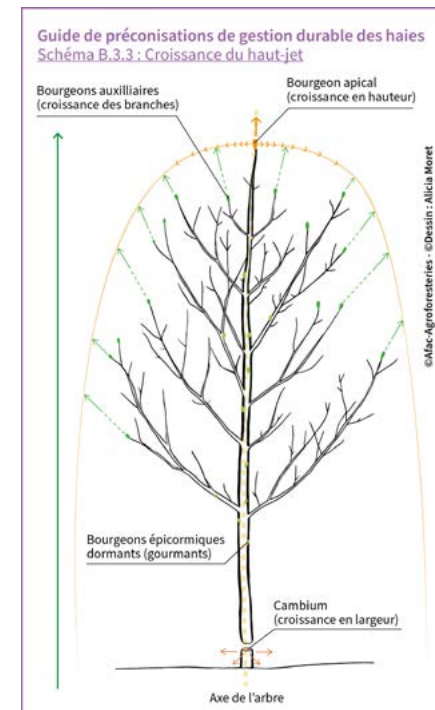 Guide de préconisations de gestion durable des haies
Schéma B.3.3 : Croissance du haut-jet
Bourgeons auxilliaires
(croissance des branches)
Bourgeon apical
(croissance en hauteur)
©Afac-Agroforesteries - ©Dessin : Alicia Moret
Bourgeons épicormiques
dormants (gourmants)
Cambium
(croissance en largeur)
Axe de l'arbre